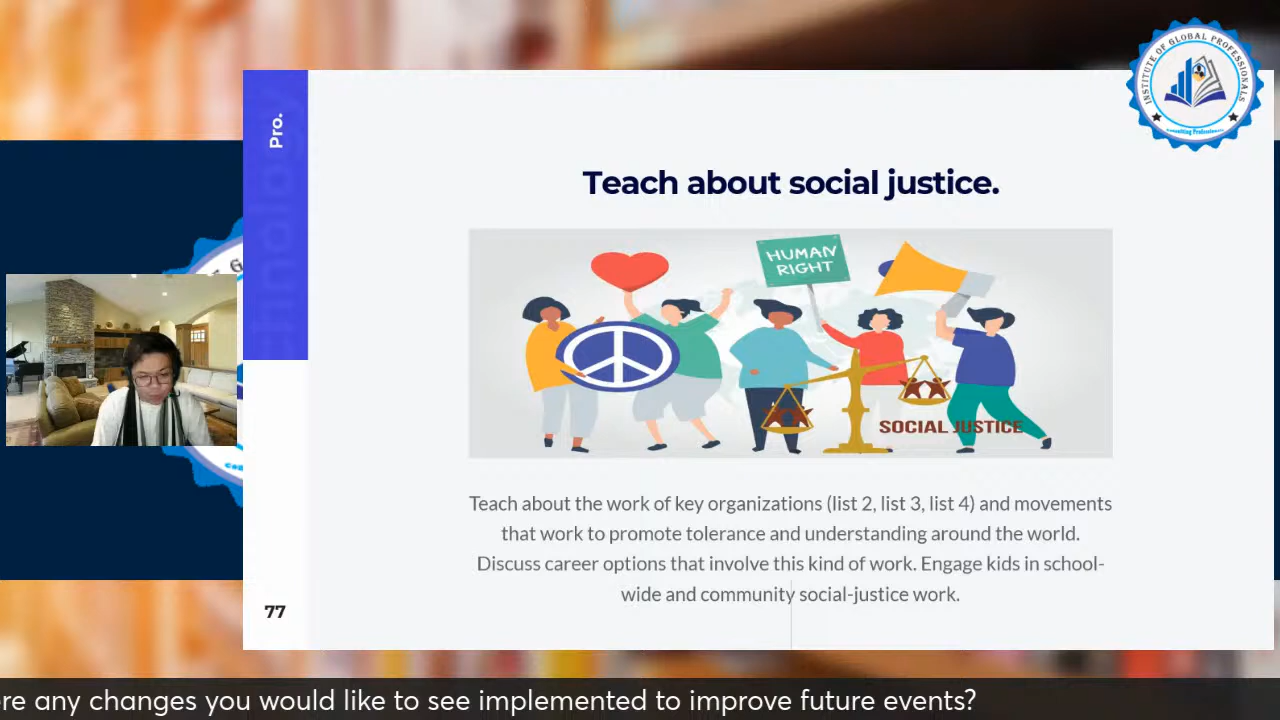 INSTITUTE OF GLOBAL PROFESSIONALS
Consulting Professionals
Pro.
Teach about social justice.
HUMAN
RIGHT
SOCIAL JUSTICE
Teach about the work of key organizations (list 2, list 3, list 4) and movements
that work to promote tolerance and understanding around the world.
Discuss career options that involve this kind of work. Engage kids in school-
wide and community social-justice work.
77
re any changes you would like to see implemented to improve future events?